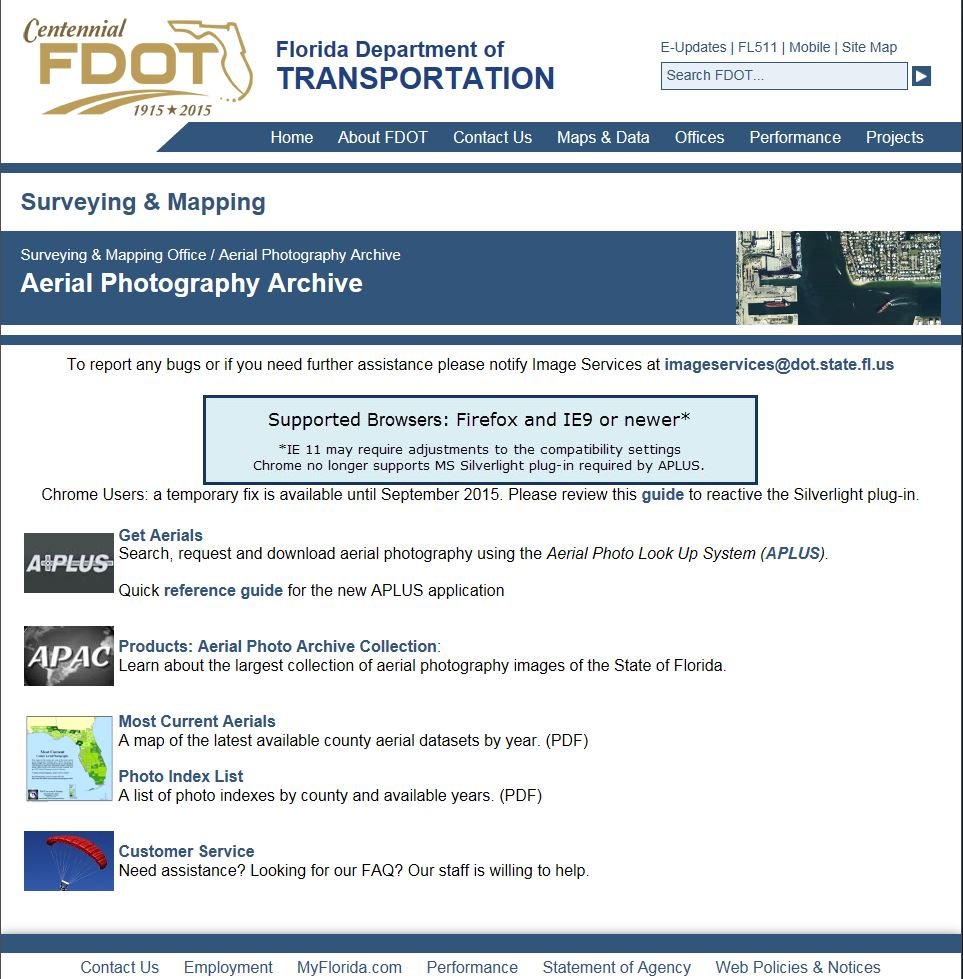 Centennial
FDOT
1915★2015
Florida Department of
TRANSPORTATION
E-Updates | FL511 | Mobile | Site Map
Search FDOT...
Home About FDOT Contact Us Maps & Data Offices Performance Projects
Surveying & Mapping
Surveying & Mapping Office / Aerial Photography Archive
Aerial Photography Archive
To report any bugs or if you need further assistance please notify Image Services at imageservices@dot.state.fl.us
Supported Browsers: Firefox and IE9 or newer*
*IE 11 may require adjustments to the compatibility settings
Chrome no longer supports MS Silverlight plug-in required by APLUS.
Chrome Users: a temporary fix is available until September 2015. Please review this guide to reactive the Silverlight plug-in.
A+PLUS
Get Aerials
Search, request and download aerial photography using the Aerial Photo Look Up System (APLUS).
Quick reference guide for the new APLUS application
APAC
Products: Aerial Photo Archive Collection:
Learn about the largest collection of aerial photography images of the State of Florida.
Most Current
Most Current Aerials
A map of the latest available county aerial datasets by year. (PDF)
Photo Index List
A list of photo indexes by county and available years. (PDF)
Customer Service
Need assistance? Looking for our FAQ? Our staff is willing to help.
Contact Us Employment MyFlorida.com Performance Statement of Agency Web Policies & Notices